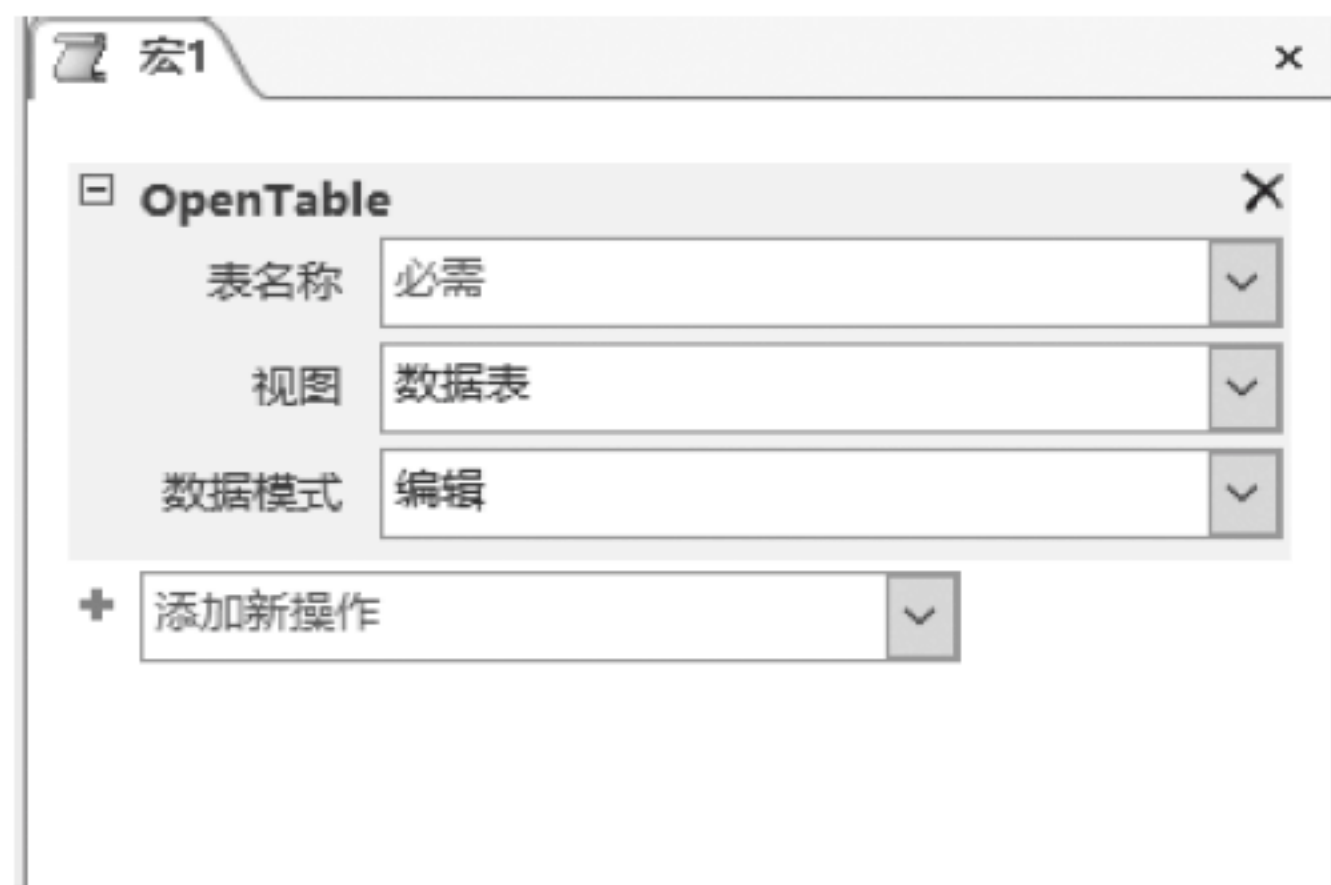 宏1
OpenTable
表名称 必需
视图 数据表
数据模式 编辑
添加新操作